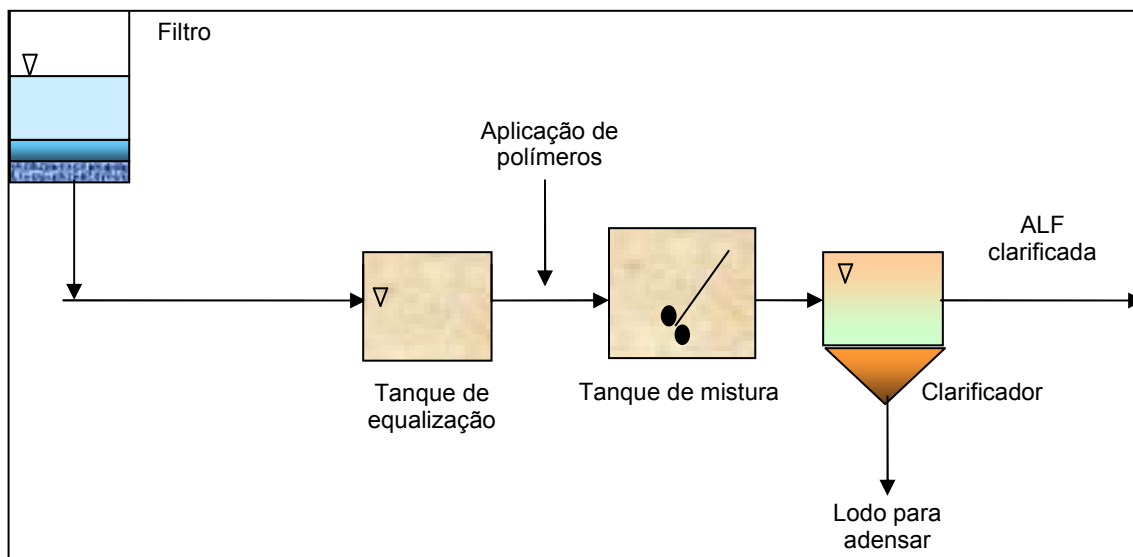 Filtro
Aplicação de
polímeros
ALF
clarificada
Tanque de
equalização
Tanque de mistura
Clarificador
Lodo para
adensar